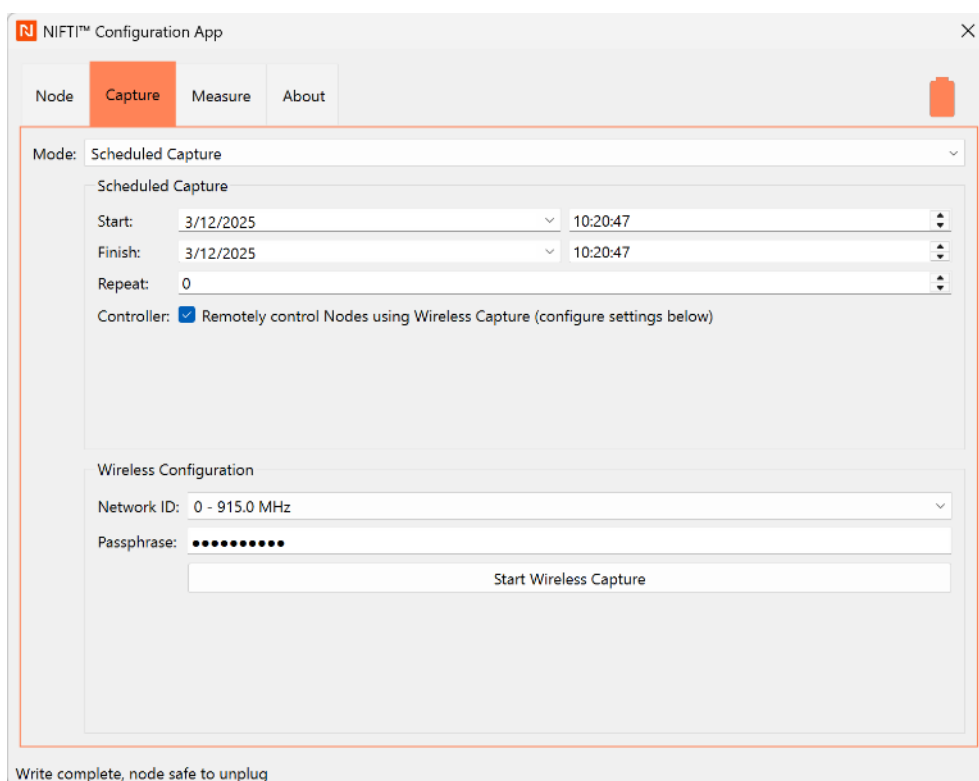 NIFTI™ Configuration App
Node Capture Measure About
Mode: Scheduled Capture
Scheduled Capture
Start: 3/12/2025 10:20:47
Finish: 3/12/2025 10:20:47
Repeat: 0
Controller: Remotely control Nodes using Wireless Capture (configure settings below)
Wireless Configuration
Network ID: 0 - 915.0 MHz
Passphrase: ●●●●●●●●●●
Start Wireless Capture
Write complete, node safe to unplug